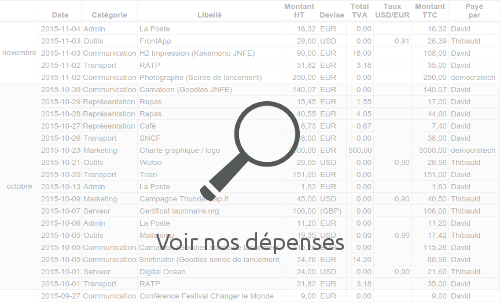 Date Catégorie Libellé Montant HT Devise Total TVA Taux USD/EUR Montant TTC Payé par
novembre
2015-11-04 Admin La Poste 16,32 EUR 0.00 16,32 David
2015-11-03 Outils FrontApp 29,00 USD 0.00 0,91 26,39 Thibauld
2015-11-03 Communication H2 Impression (Kakemono JNFE) 90,00 EUR 18.00 108,00 David
2015-11-02 Transport RATP 31,82 EUR 3,18 35,00 David
2015-11-02 Communication Photographe (Soirée de lancement) 250,00 EUR 0.00 250,00 democratech
octobre
2015-10-30 Communication Camaloon (Goodies JNFE) 140,07 EUR 0.00 140,07 David
2015-10-29 Représentation Repas 15,45 EUR 1.55 17,00 David
2015-10-28 Représentation Repas 40,55 EUR 4.05 44,60 David
2015-10-27 Représentation Café 6,73 EUR 0.67 7,40 David
2015-10-26 Transport SNCF EUR 0.00 David
2015-10-23 Marketing Charte graphique / logo EUR 500,00 3000,00 democratech
2015-10-21 Outils Wufoo 29,95 USD 0.00 0,90 26,96 Thibauld
2015-10-20 Transport Train 151,00 EUR 0.00 151,00 David
2015-10-13 Admin La Poste 1,83 EUR 0.00 1,83 David
2015-10-09 Marketing Campagne 45,00 USD 0.00 0,90 40,50 Thibauld
2015-10-07 Serveur Certificat laprimaire.org 106,00 (GBP) 0.00 106,00 Thibauld
2015-10-06 Admin La Poste 11,20 EUR 0.00 11,20 David
2015-10-05 Outils 19,35 USD 0.00 0,90 17,42 Thibauld
Voir nos dépenses
2015-10-05 Communication EUR 0.00 115,26 David
2015-10-05 Communication Shirtinator (Goodies soirée de lancement) 74,76 EUR 14.20 David
2015-10-01 Serveur Digital Ocean 24,00 USD 0.00 0,90 21,60 Thibauld
2015-10-01 Transport RATP 31,82 EUR 3.18 35,00 David
2015-09-27 Communication Conférence Festival Changer le Monde 9,00 EUR 0.00 9,00 David